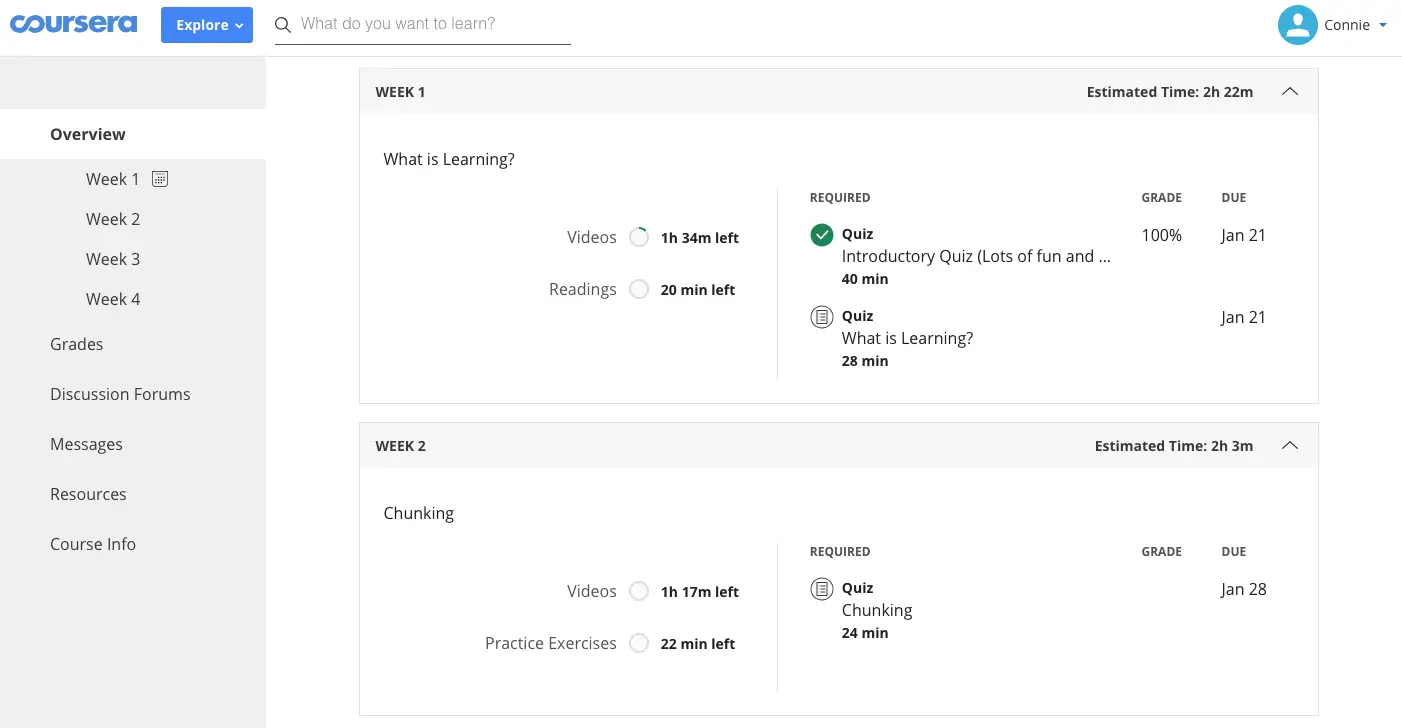 coursera
Explore
What do you want to learn?
Connie
Overview
Week 1
Week 2
Week 3
Week 4
Grades
Discussion Forums
Messages
Resources
Course Info
WEEK 1 Estimated Time: 2h 22m
What is Learning?
Videos 1h 34m left
Readings 20 min left
REQUIRED GRADE DUE
Quiz 100% Jan 21
Introductory Quiz (Lots of fun and ...
40 min
Quiz Jan 21
What is Learning?
28 min
WEEK 2 Estimated Time: 2h 3m
Chunking
Videos 1h 17m left
Practice Exercises 22 min left
REQUIRED GRADE DUE
Quiz Jan 28
Chunking
24 min